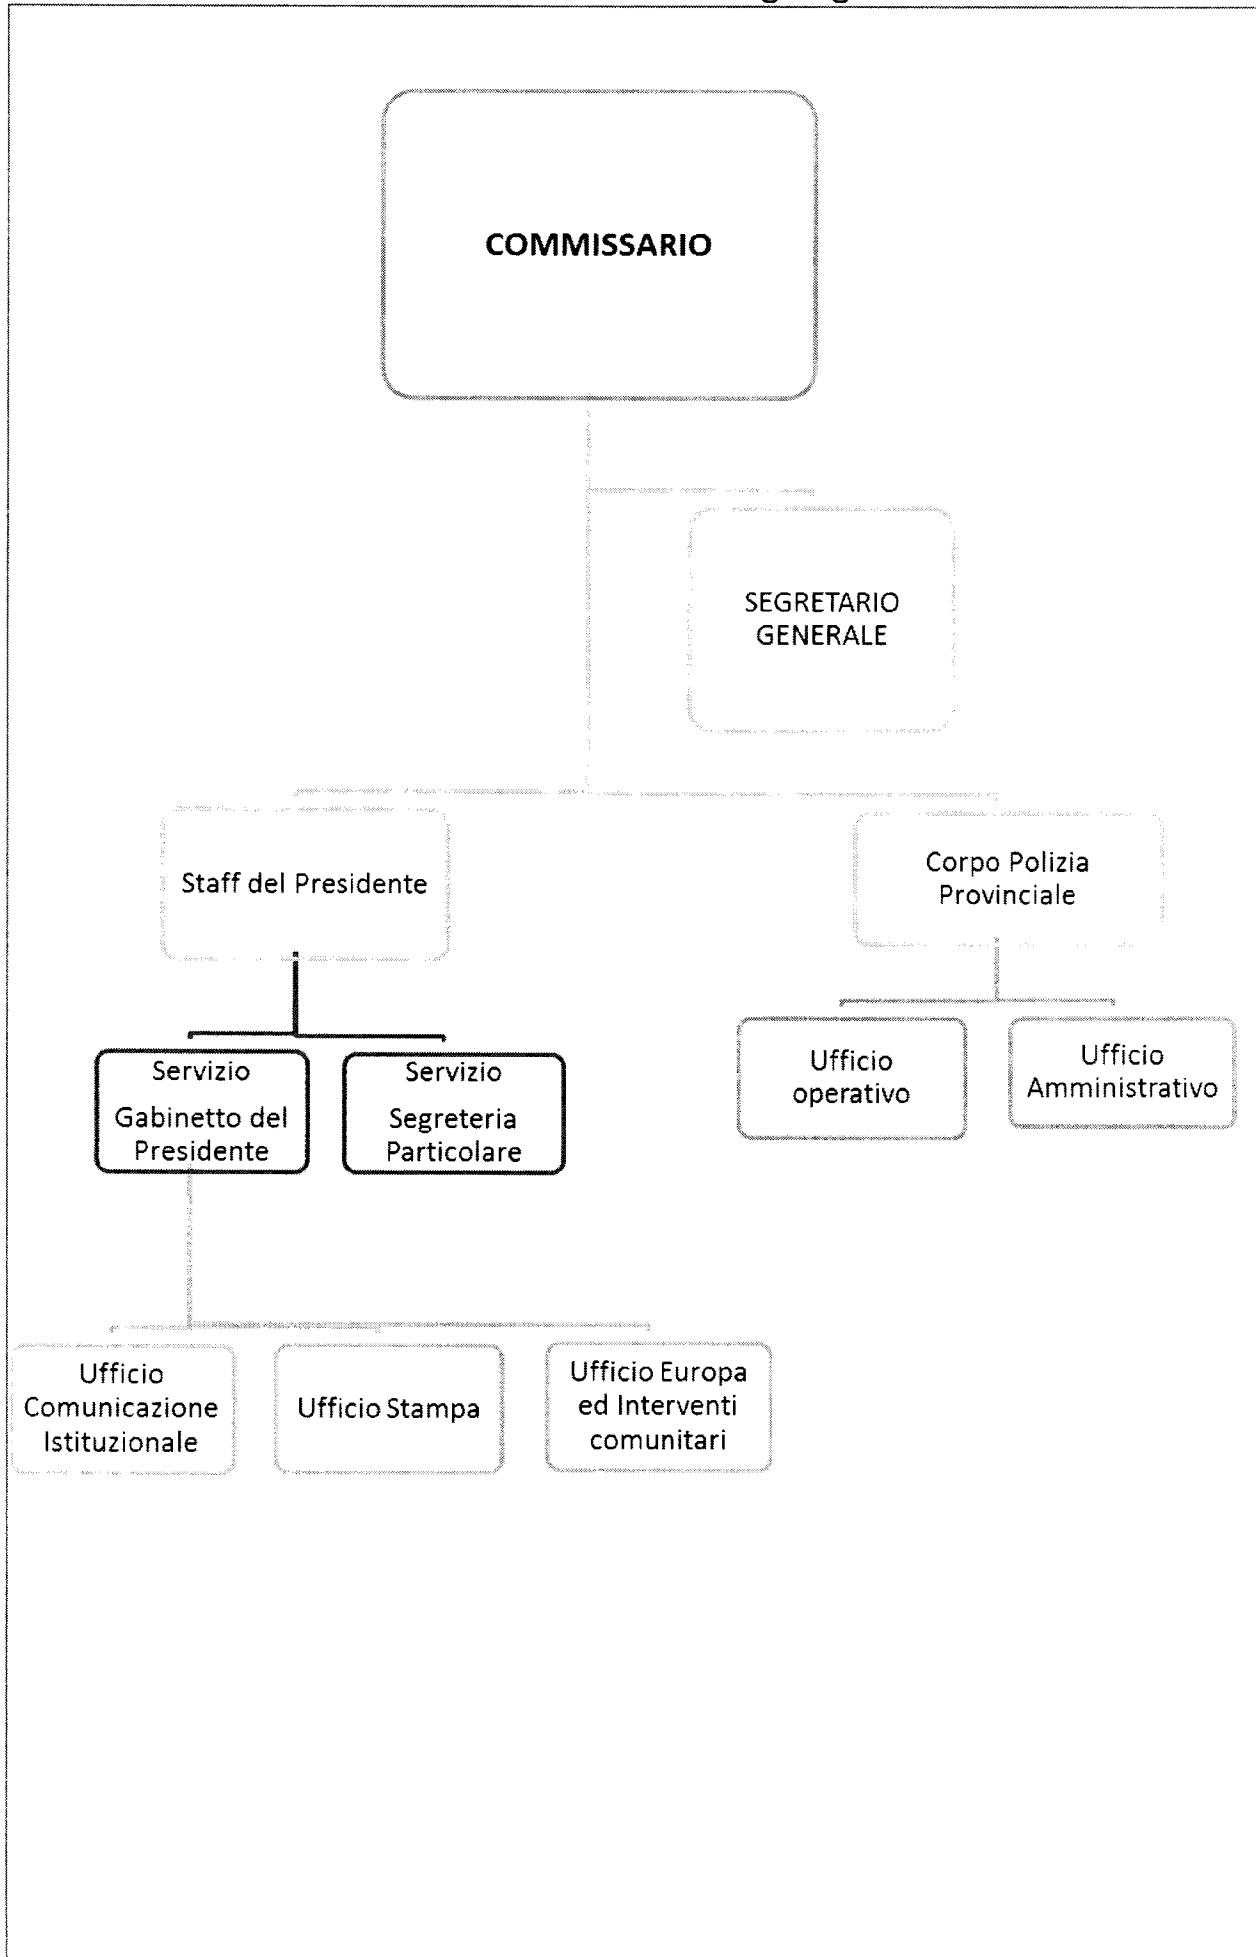 COMMISSARIO
SEGRETARIO
GENERALE
Staff del Presidente
Corpo Polizia
Provinciale
Servizio
Gabinetto del
Presidente
Servizio
Segreteria
Particolare
Ufficio
operativo
Ufficio
Amministrativo
Ufficio
Comunicazione
Istituzionale
Ufficio Stampa
Ufficio Europa
ed Interventi
comunitari